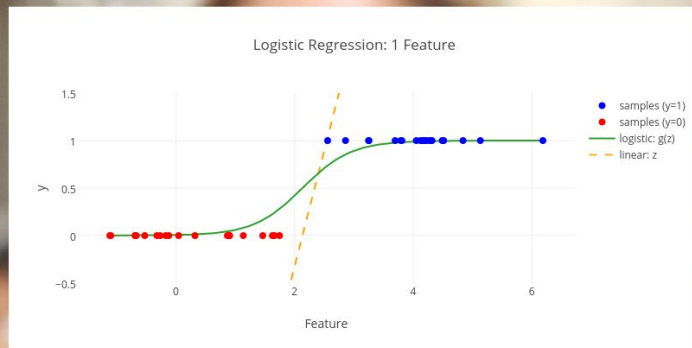 Logistic Regression: 1 Feature
1.5
1
0.5
0
−0.5
y
0
2
4
6
Feature
samples (y=1)
samples (y=0)
logistic: g(z)
linear: z